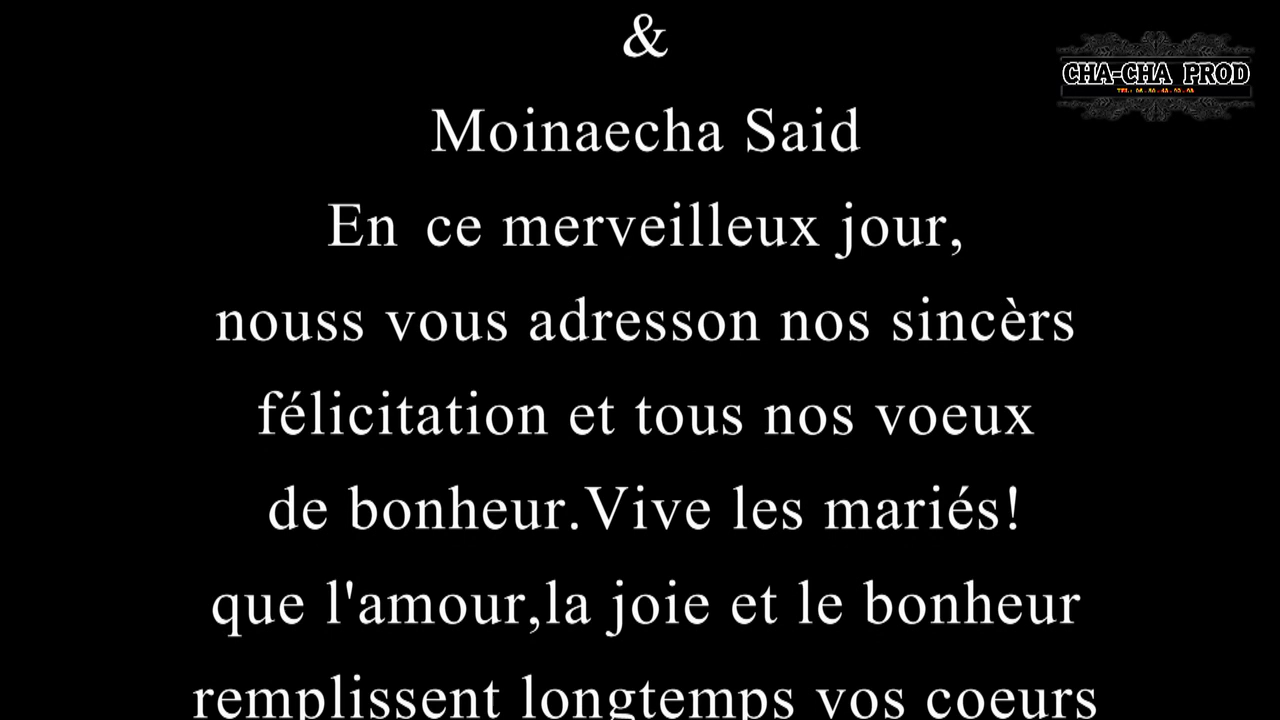 &
CHA-CHA PROD
Moinaecha Said
En ce merveilleux jour,
nouss vous adresson nos sincèrs
félicitation et tous nos voeux
de bonheur.Vive les mariés!
que l'amour,la joie et le bonheur
remplissent longtemps vos coeurs